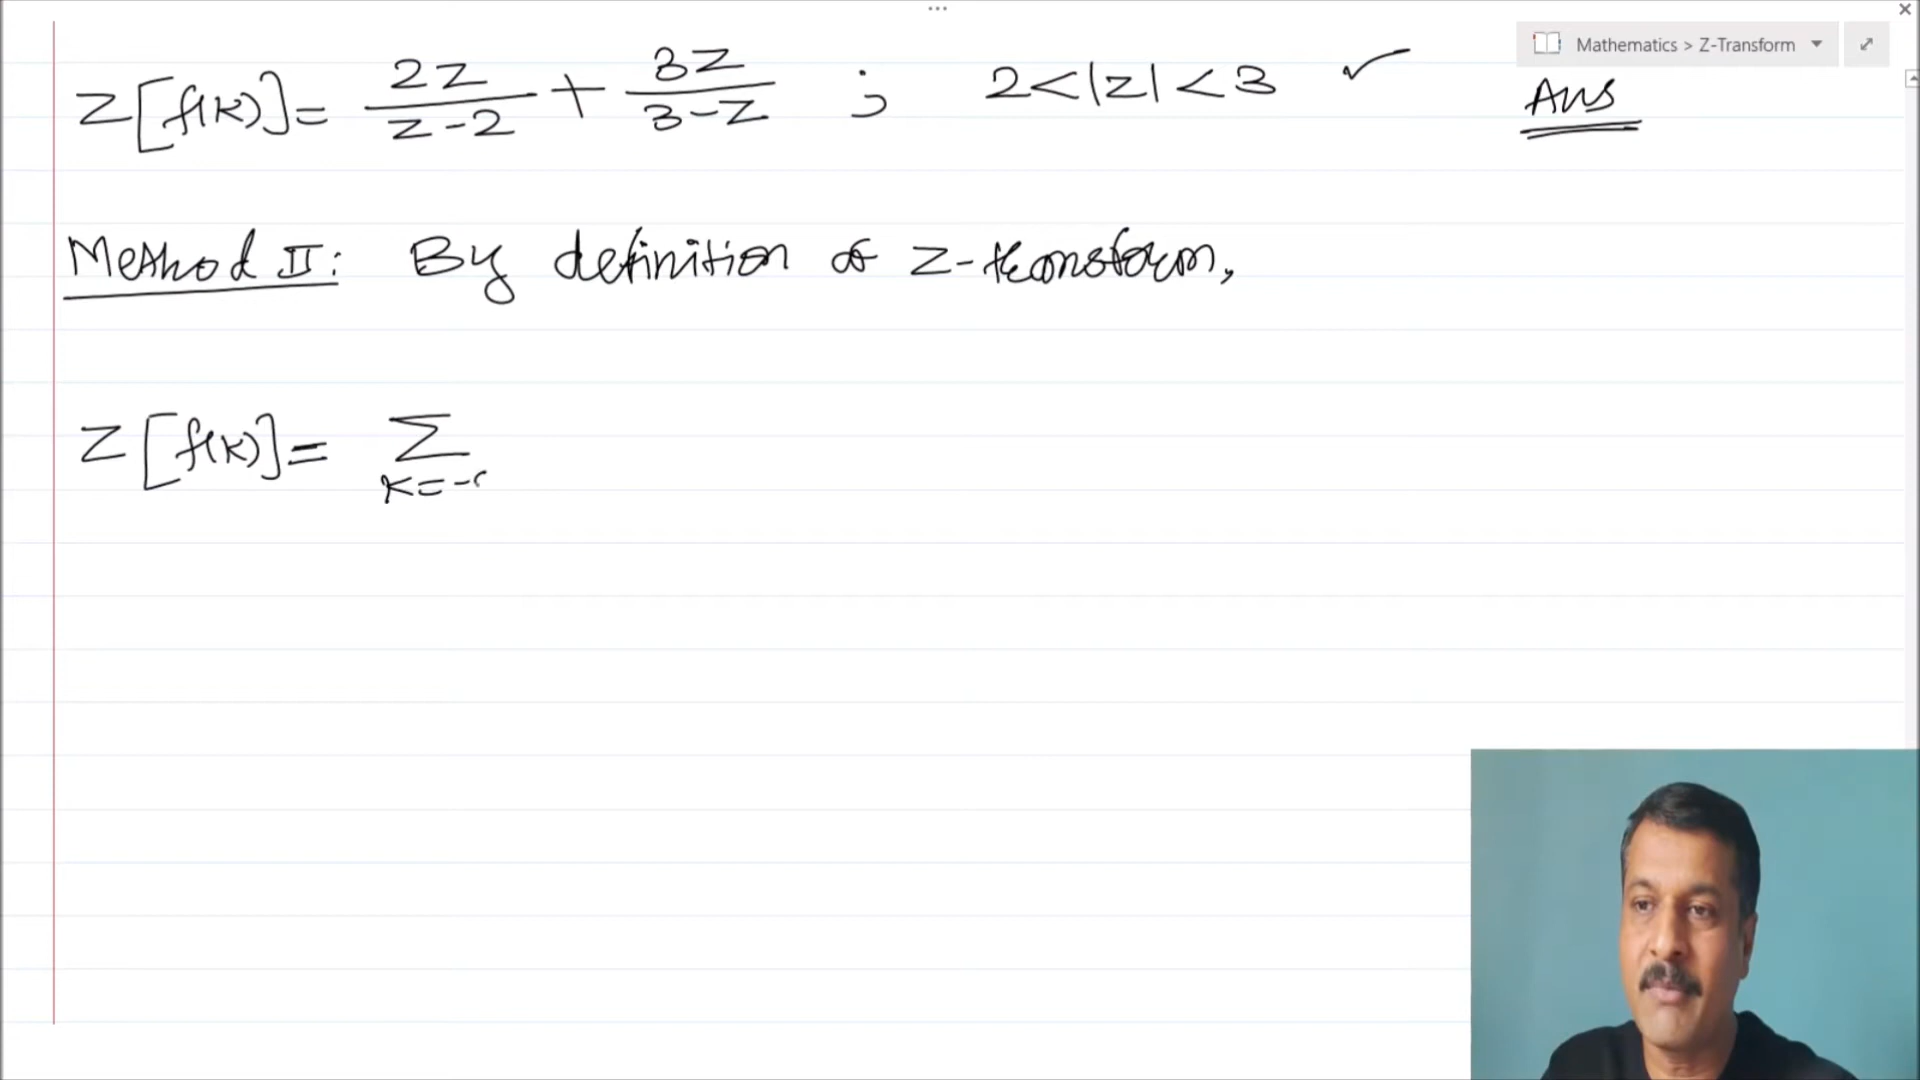 Mathematics > Z-Transform
Z[f(k)] = 2Z/Z-2 + 3Z/3-Z ; 2<|Z|<3 ✓ Ans
Method II: By definition of Z-transform,
Z[f(k)] = Σ
K=-